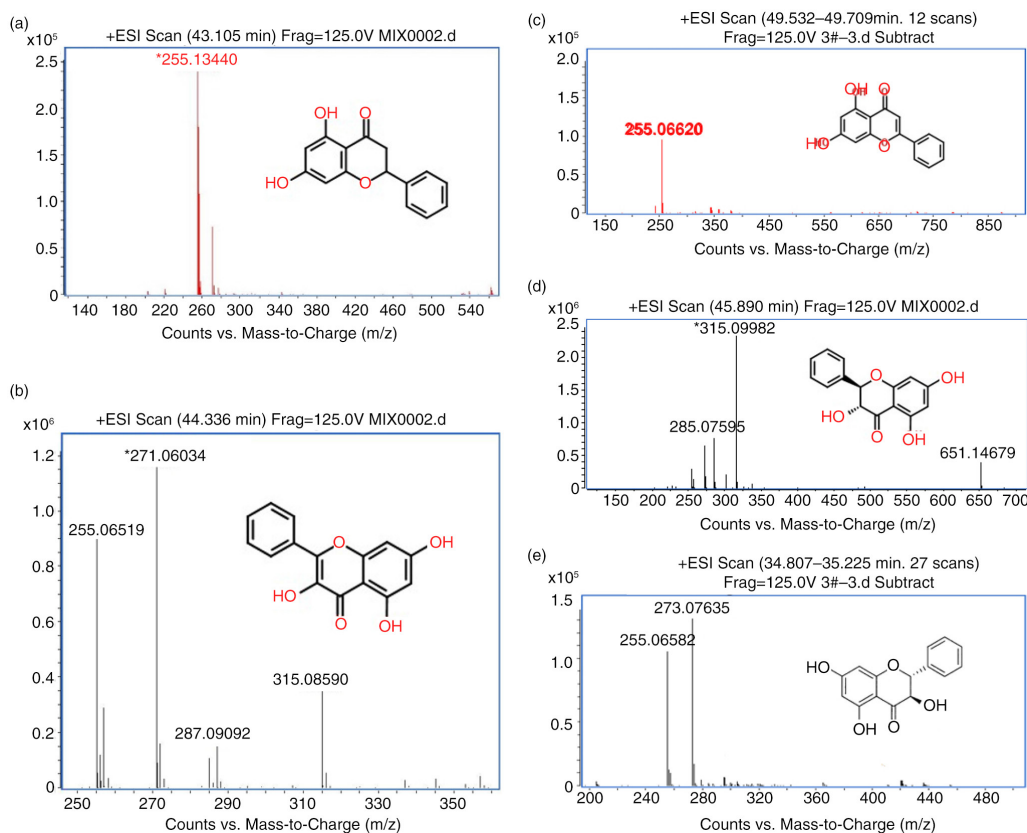 (a)
+ESI Scan (43.105 min) Frag=125.0V MIX0002.d
x10⁵
*255.13440
2.5
2.0
1.5
1.0
0.5
0
OH
O
HO
O
140 180 220 260 300 340 380 420 460 500 540
Counts vs. Mass-to-Charge (m/z)
(b)
+ESI Scan (44.336 min) Frag=125.0V MIX0002.d
x10⁶
*271.06034
255.06519
315.08590
287.09092
1.2
1.0
0.8
0.6
0.4
0.2
0
O
OH
HO
O
OH
250 270 290 310 330 350
Counts vs. Mass-to-Charge (m/z)
(c)
+ESI Scan (49.532–49.709min. 12 scans)
Frag=125.0V 3#–3.d Subtract
x10⁵
2.0
1.5
1.0
0.5
0
255.06620
OH
O
HO
O
150 250 350 450 550 650 750 850
Counts vs. Mass-to-Charge (m/z)
(d)
+ESI Scan (45.890 min) Frag=125.0V MIX0002.d
x10⁶
*315.09982
285.07595
651.14679
2.5
2.0
1.5
1.0
0.5
0
O
OH
HO
O
OH
150 200 250 300 350 400 450 500 550 600 650 700
Counts vs. Mass-to-Charge (m/z)
(e)
+ESI Scan (34.807–35.225 min. 27 scans)
Frag=125.0V 3#–3.d Subtract
x10⁵
273.07635
255.06582
1.5
1.0
0.5
0
HO
O
OH
OH
O
200 240 280 320 360 400 440 480
Counts vs. Mass-to-Charge (m/z)